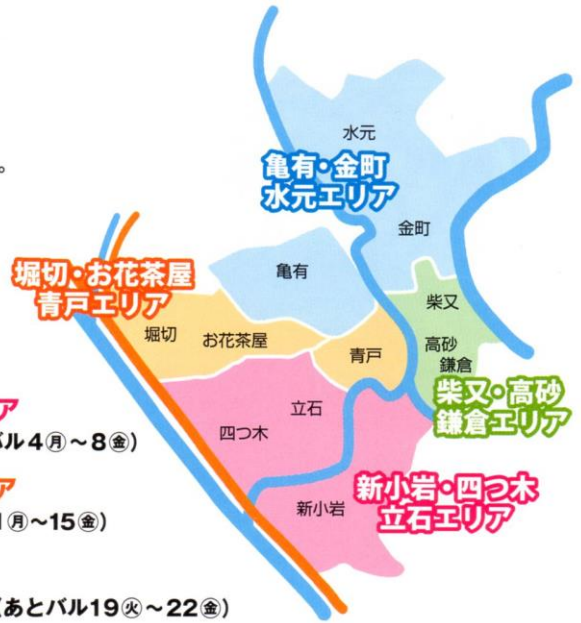 。
水元
亀有・金町
水元エリア
金町
亀有
堀切・お花茶屋
青戸エリア
柴又
堀切
お花茶屋
青戸
高砂
鎌倉
柴又・高砂
鎌倉エリア
立石
四つ木
ア
バル4㊊～8㊎)
新小岩・四つ木
立石エリア
ア
新小岩
㊊～15㊎)
(あとバル19㊋～22㊎)